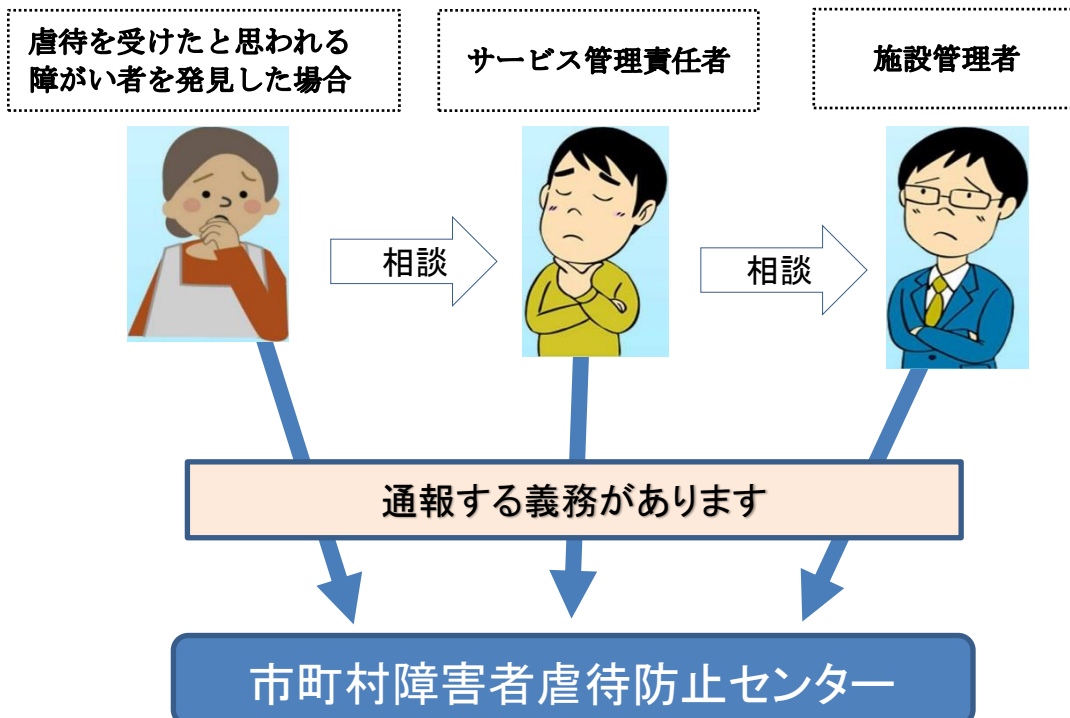 虐待を受けたと思われる
障がい者を発見した場合
サービス管理責任者
施設管理者
相談
相談
通報する義務があります
市町村障害者虐待防止センター